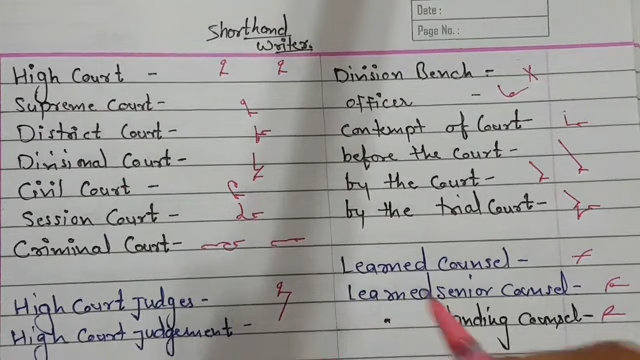 Date :
Page No. :
Shorthand
Writer.
High Court -
Supreme Court-
District Court-
Divisional Court-
Civil Court -
Session Court-
Criminal Court-
High Court Judges -
High Court Judgement -
Division Bench -
officer -
contempt of Court-
before the Court-
by the Court-
by the trial Court-
Learned Counsel -
Learned senior Counsel -
" nding Counsel-